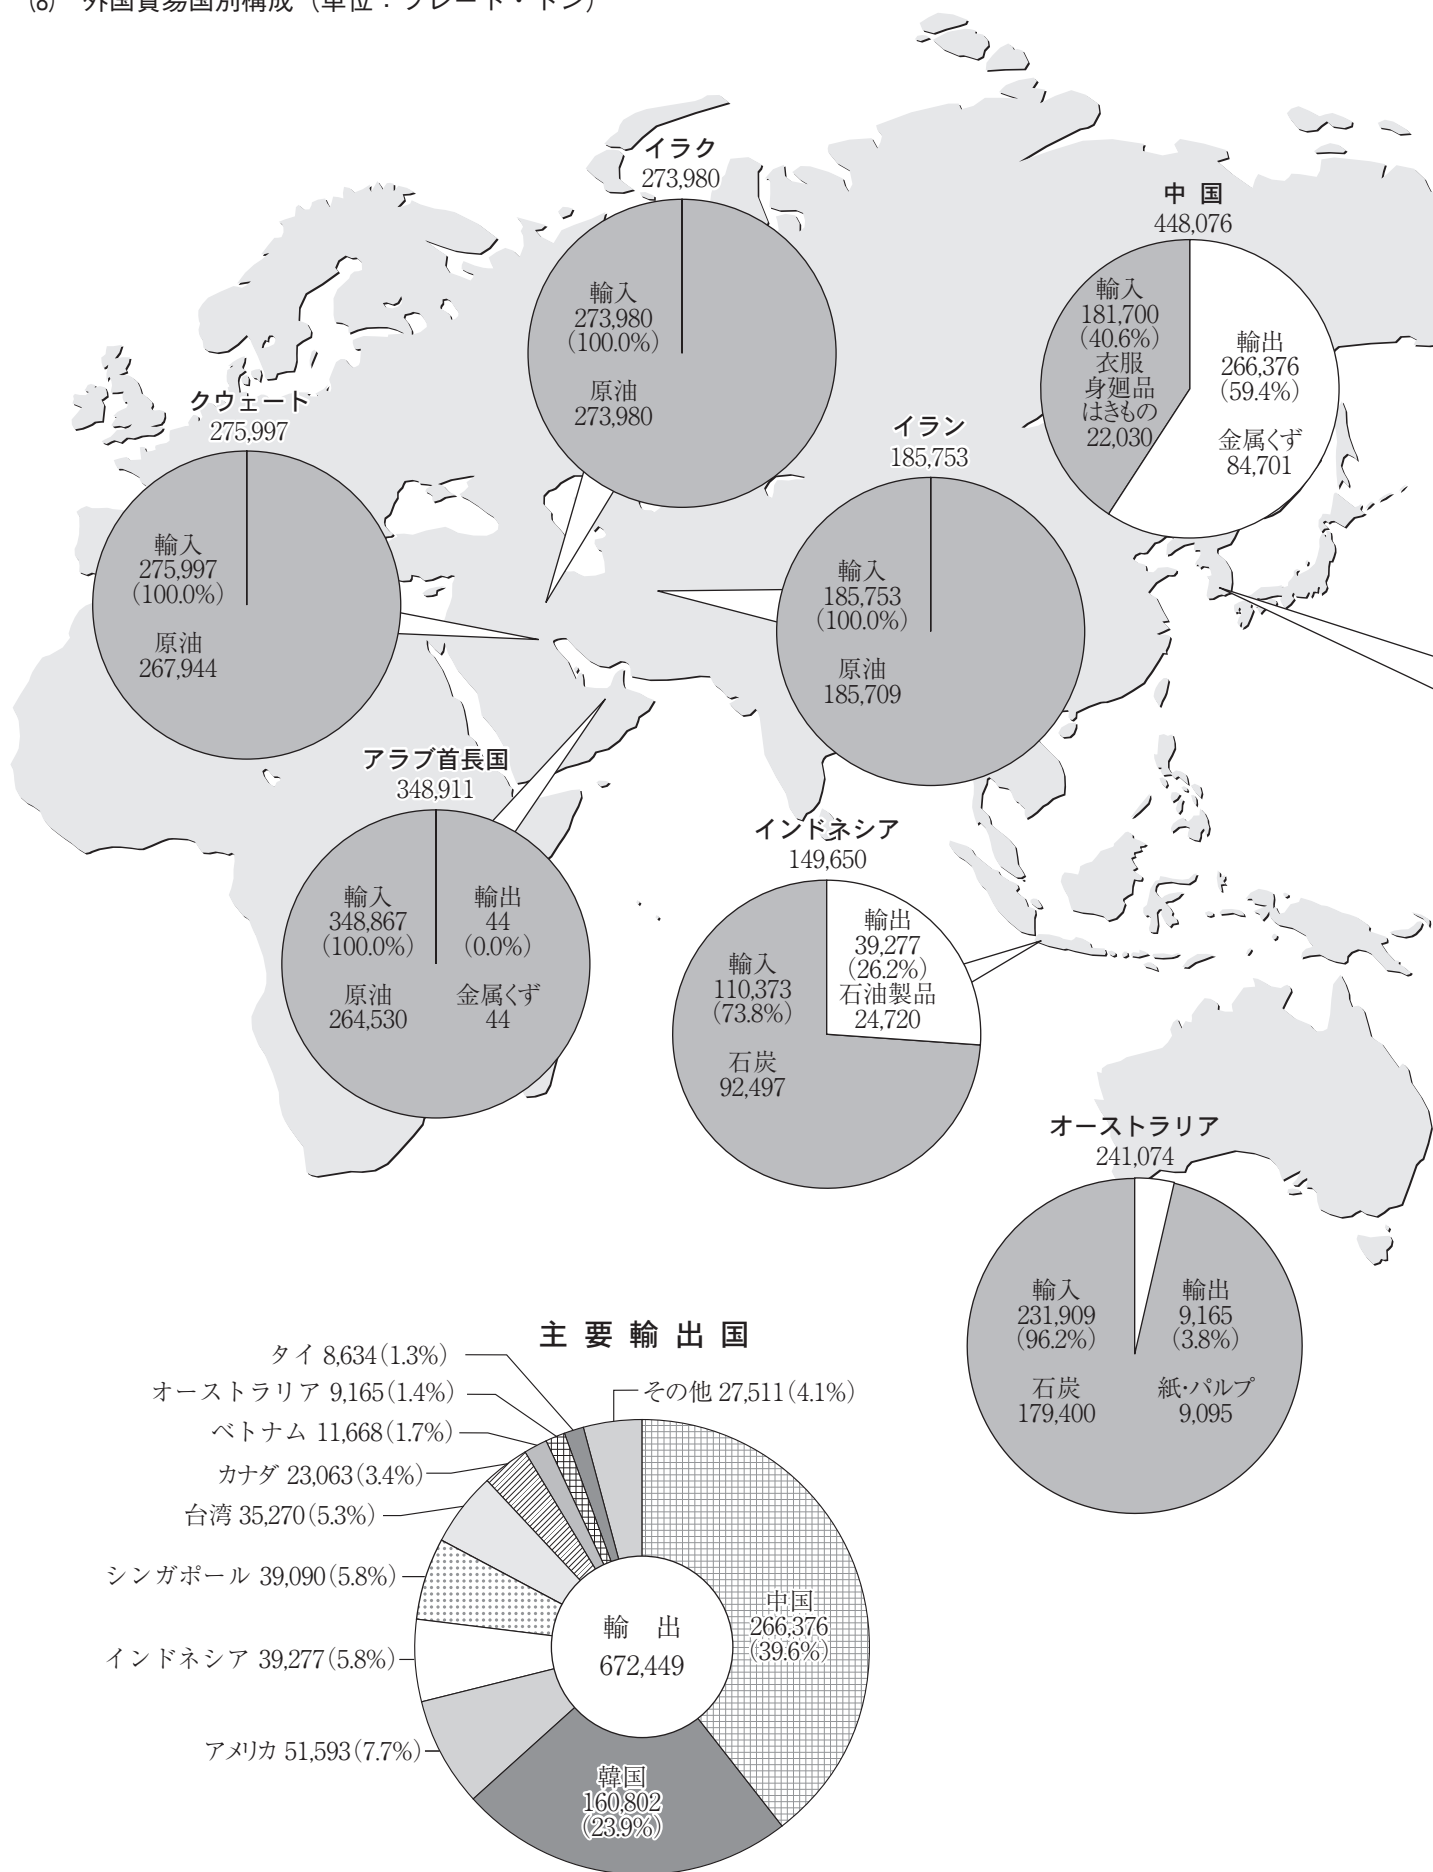 ⑻　外国貿易国別構成（単位：フレート・トン）
イラク
273,980
輸入
273,980
(100.0%)
原油
273,980
中 国
448,076
輸入
181,700
(40.6%)
衣服
身廻品
はきもの
22,030
輸出
266,376
(59.4%)
金属くず
84,701
クウェート
275,997
輸入
275,997
(100.0%)
原油
267,944
イラン
185,753
輸入
185,753
(100.0%)
原油
185,709
アラブ首長国
348,911
輸入
348,867
(100.0%)
原油
264,530
輸出
44
(0.0%)
金属くず
44
インドネシア
149,650
輸入
110,373
(73.8%)
石炭
92,497
輸出
39,277
(26.2%)
石油製品
24,720
オーストラリア
241,074
輸入
231,909
(96.2%)
石炭
179,400
輸出
9,165
(3.8%)
紙・パルプ
9,095
主 要 輸 出 国
タイ 8,634(1.3%)
オーストラリア 9,165(1.4%)
ベトナム 11,668(1.7%)
カナダ 23,063(3.4%)
台湾 35,270(5.3%)
シンガポール 39,090(5.8%)
インドネシア 39,277(5.8%)
アメリカ 51,593(7.7%)
その他 27,511(4.1%)
中国
266,376
(39.6%)
輸　出
672,449
韓国
160,802
(23.9%)